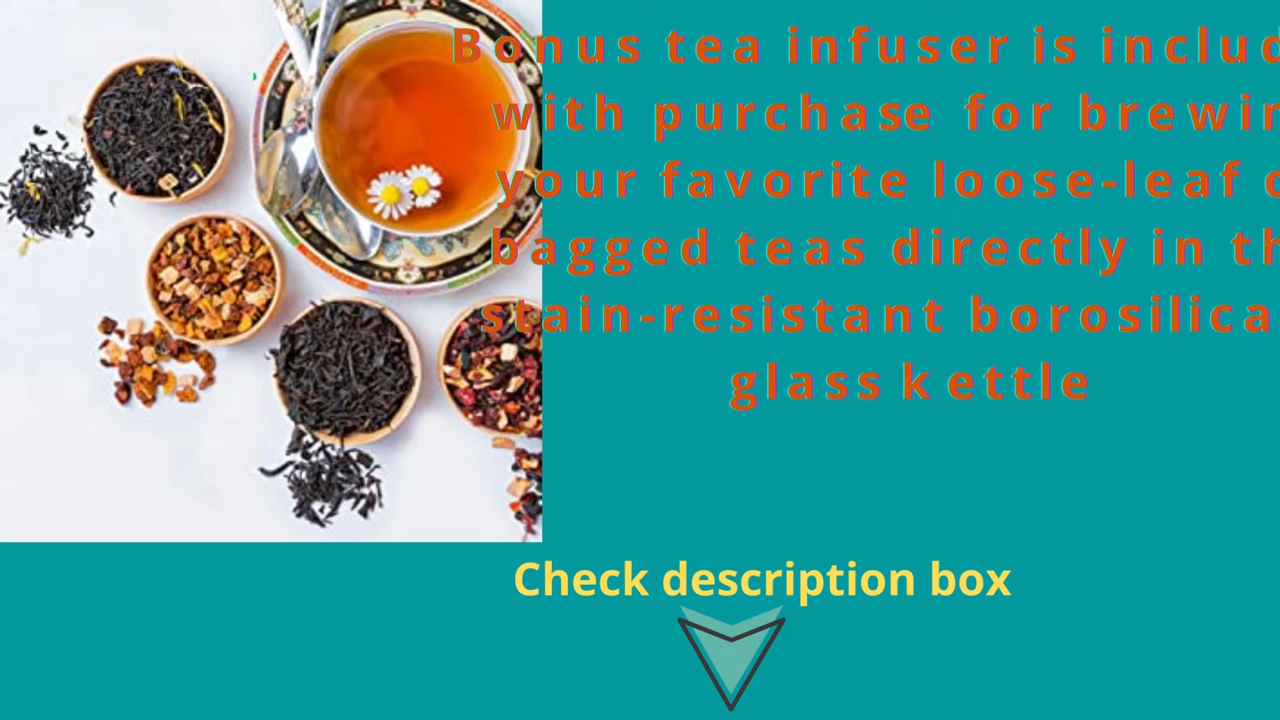 Bonus tea infuser is includ
with purchase for brewin
your favorite loose-leaf o
bagged teas directly in th
stain-resistant borosilica
glass k ettle
Check description box